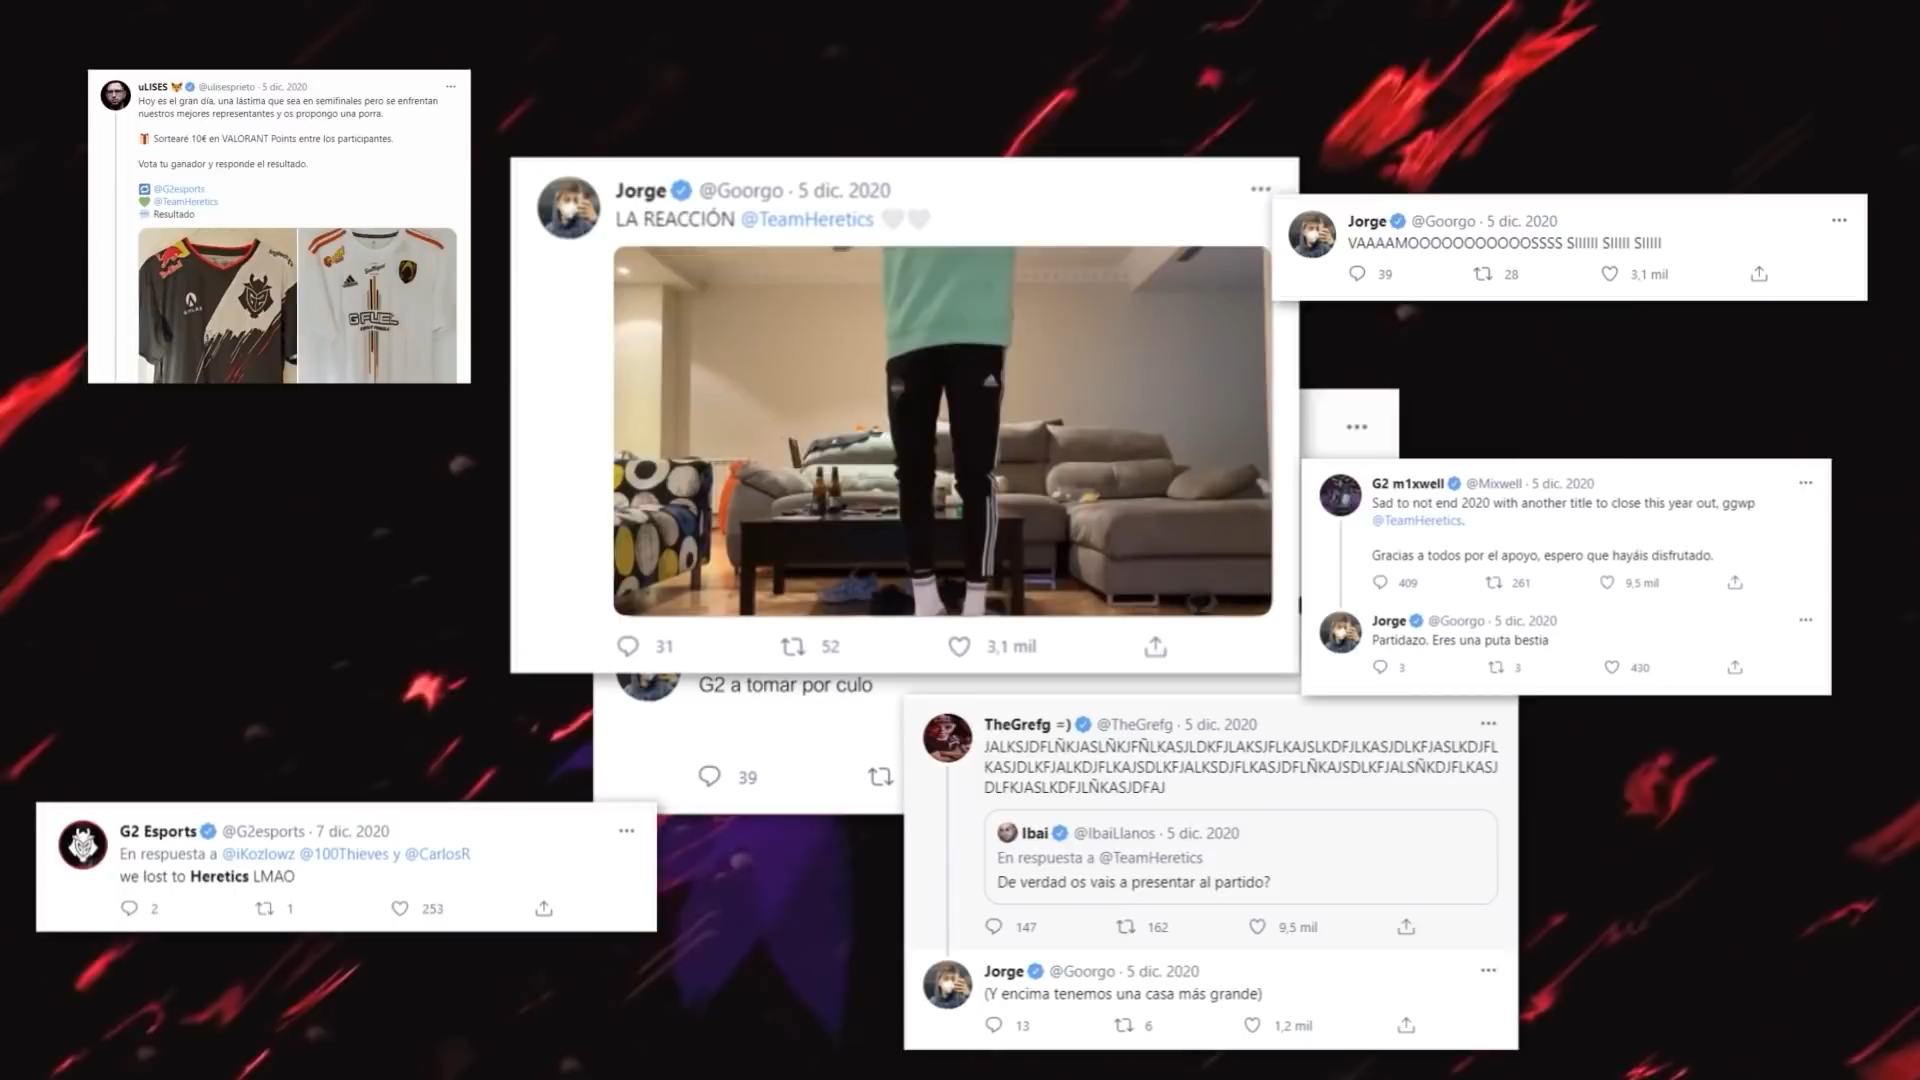 uLISES @ulisesprieto · 5 dic. 2020
Hoy es el gran día, una lástima que sea en semifinales pero se enfrentan
nuestros mejores representantes y os propongo una porra.
Sortearé 10€ en VALORANT Points entre los participantes.
Vota tu ganador y responde el resultado.
@G2esports
@TeamHeretics
Resultado
G FUEL
Jorge @Goorgo · 5 dic. 2020
LA REACCIÓN @TeamHeretics
31 52 3,1 mil
Jorge @Goorgo · 5 dic. 2020
VAAAAMOOOOOOOOOOOSSSS SIIIIII SIIIII SIIIII
39 28 3,1 mil
G2 m1xwell @Mixwell · 5 dic. 2020
Sad to not end 2020 with another title to close this year out, ggwp
@TeamHeretics.
Gracias a todos por el apoyo, espero que hayáis disfrutado.
409 261 9,5 mil
Jorge @Goorgo · 5 dic. 2020
Partidazo. Eres una puta bestia
3 3 430
G2 a tomar por culo
39
TheGrefg =) @TheGrefg · 5 dic. 2020
JALKSJDFLÑKJASLÑKJFÑLKASJLDKFJLAKSJFLKAJSLKDFJLKASJDLKFJASLKDJFL
KASJDLKFJALKDJFLKAJSDLKFJALKSDJFLKASJDFLÑKAJSDLKFJALSÑKDJFLKASJ
DLFKJASLKDFJLÑKASJDFAJ
Ibai @IbaiLlanos · 5 dic. 2020
En respuesta a @TeamHeretics
De verdad os vais a presentar al partido?
147 162 9,5 mil
Jorge @Goorgo · 5 dic. 2020
(Y encima tenemos una casa más grande)
13 6 1,2 mil
G2 Esports @G2esports · 7 dic. 2020
En respuesta a @iKozlowz @100Thieves y @CarlosR
we lost to Heretics LMAO
2 1 253